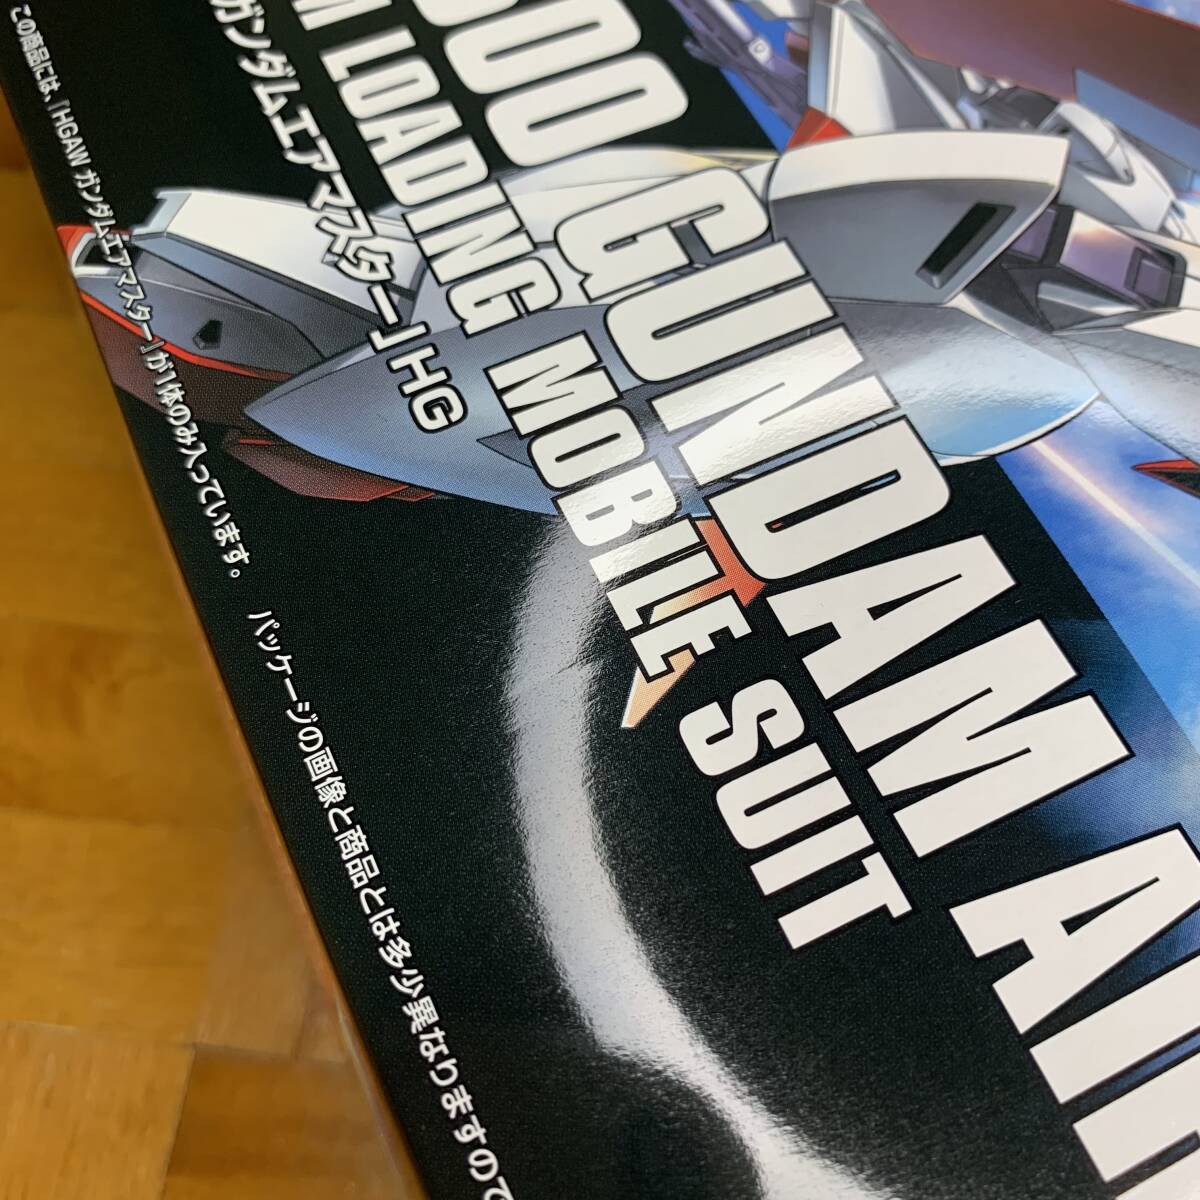 GUNDAM
LOADING MOBILE SUIT
ガンダムエアマスター」HG
この商品には、「HGAW ガンダムエアマスター」が1体のみ入っています。 パッケージの画像と商品とは多少異なりますので